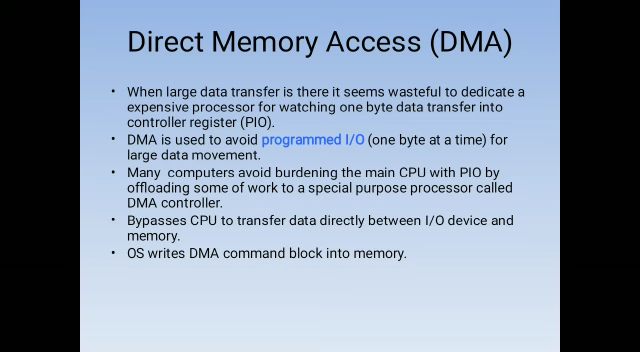 Direct Memory Access (DMA)
• When large data transfer is there it seems wasteful to dedicate a
expensive processor for watching one byte data transfer into
controller register (PIO).
• DMA is used to avoid programmed I/O (one byte at a time) for
large data movement.
• Many  computers avoid burdening the main CPU with PIO by
offloading some of work to a special purpose processor called
DMA controller.
• Bypasses CPU to transfer data directly between I/O device and
memory.
• OS writes DMA command block into memory.